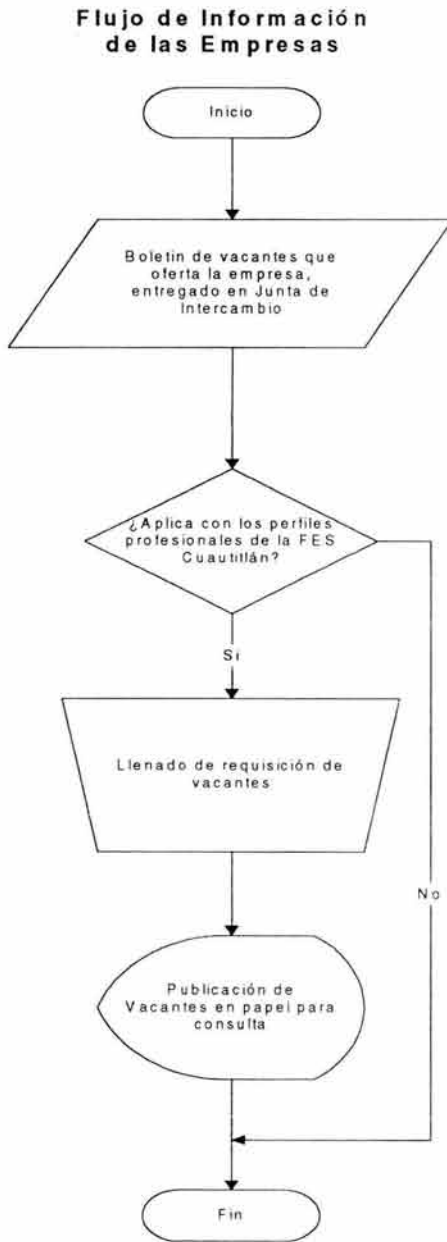 Flujo de Información
de las Empresas
Inicio
Boletin de vacantes que
oferta la empresa,
entregado en Junta de
Intercambio
¿Aplica con los perfiles
profesionales de la FES
Cuautitlán?
Si
Llenado de requisición de
vacantes
No
Publicación de
Vacantes en papel para
consulta
Fin